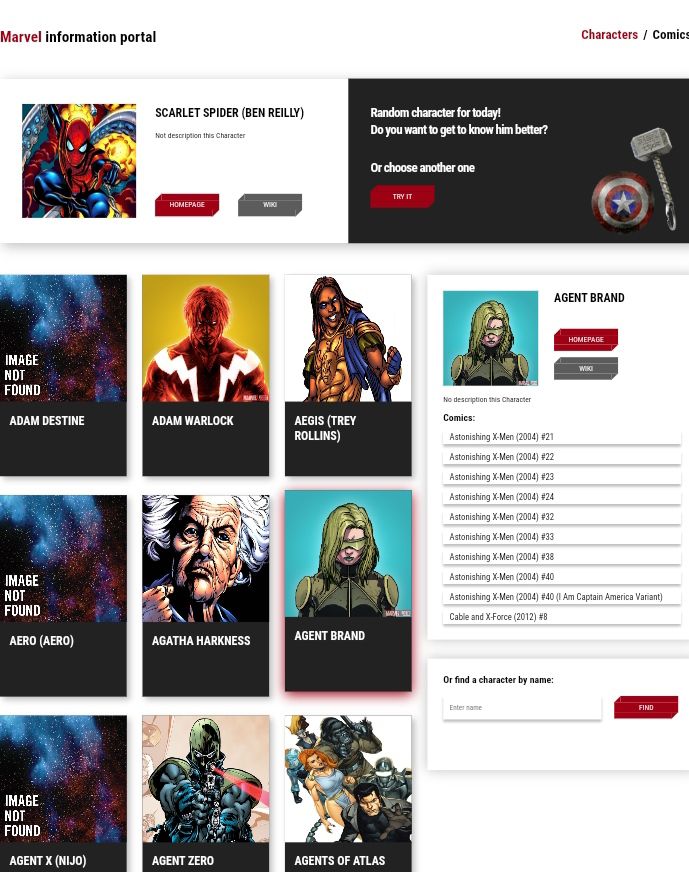 Marvel information portal
Characters / Comics
SCARLET SPIDER (BEN REILLY)
Not description this Character
HOMEPAGE
WIKI
Random character for today!
Do you want to get to know him better?
Or choose another one
TRY IT
IMAGE
NOT
FOUND
ADAM DESTINE
ADAM WARLOCK
AEGIS (TREY
ROLLINS)
IMAGE
NOT
FOUND
AERO (AERO)
AGATHA HARKNESS
AGENT BRAND
IMAGE
NOT
FOUND
AGENT X (NIJO)
AGENT ZERO
AGENTS OF ATLAS
AGENT BRAND
HOMEPAGE
WIKI
No description this Character
Comics:
Astonishing X-Men (2004) #21
Astonishing X-Men (2004) #22
Astonishing X-Men (2004) #23
Astonishing X-Men (2004) #24
Astonishing X-Men (2004) #32
Astonishing X-Men (2004) #33
Astonishing X-Men (2004) #38
Astonishing X-Men (2004) #40
Astonishing X-Men (2004) #40 (I Am Captain America Variant)
Cable and X-Force (2012) #8
Or find a character by name:
Enter name
FIND